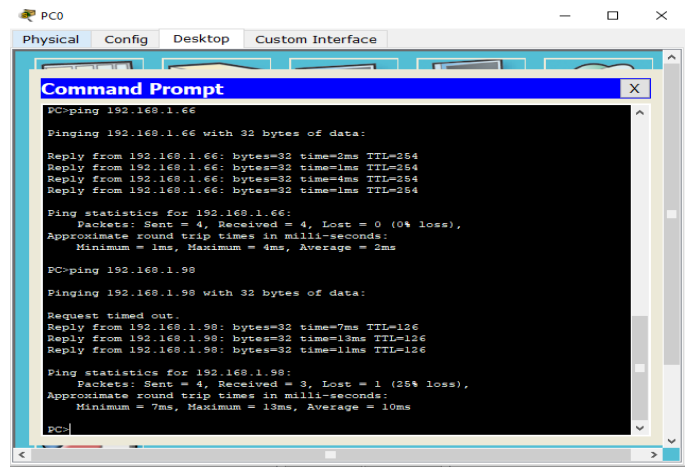 PC0
Physical Config Desktop Custom Interface
Command Prompt
X
PC>ping 192.168.1.66
Pinging 192.168.1.66 with 32 bytes of data:
Reply from 192.168.1.66: bytes=32 time=2ms TTL=254
Reply from 192.168.1.66: bytes=32 time=1ms TTL=254
Reply from 192.168.1.66: bytes=32 time=4ms TTL=254
Reply from 192.168.1.66: bytes=32 time=1ms TTL=254
Ping statistics for 192.168.1.66:
Packets: Sent = 4, Received = 4, Lost = 0 (0% loss),
Approximate round trip times in milli-seconds:
Minimum = 1ms, Maximum = 4ms, Average = 2ms
PC>ping 192.168.1.98
Pinging 192.168.1.98 with 32 bytes of data:
Request timed out.
Reply from 192.168.1.98: bytes=32 time=7ms TTL=126
Reply from 192.168.1.98: bytes=32 time=13ms TTL=126
Reply from 192.168.1.98: bytes=32 time=11ms TTL=126
Ping statistics for 192.168.1.98:
Packets: Sent = 4, Received = 3, Lost = 1 (25% loss),
Approximate round trip times in milli-seconds:
Minimum = 7ms, Maximum = 13ms, Average = 10ms
PC>